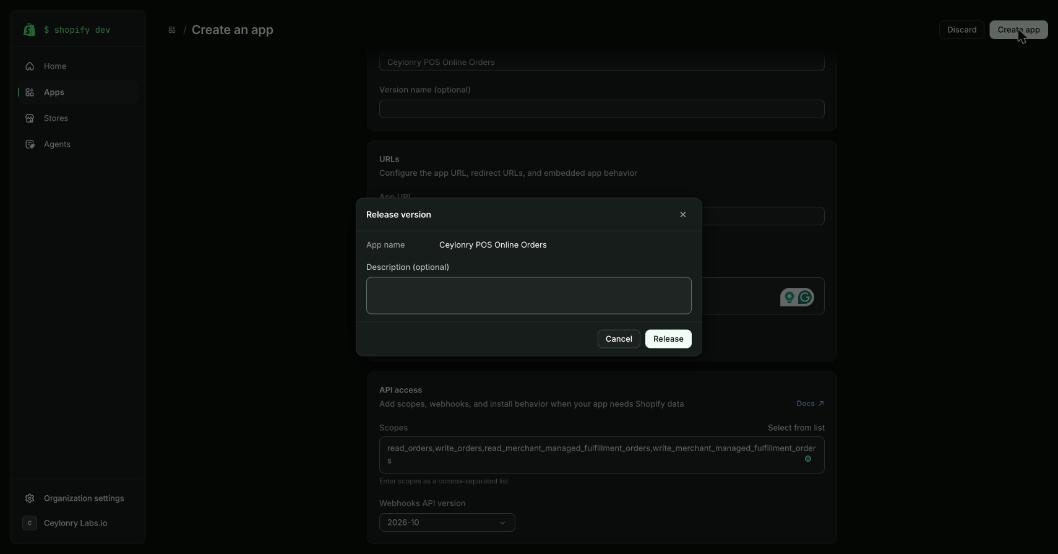 $ shopify dev
/ Create an app
Discard
Create app
Home
Apps
Stores
Agents
Ceylonry POS Online Orders
Version name (optional)
URLs
Configure the app URL, redirect URLs, and embedded app behavior
App URL
Release version
App name
Ceylonry POS Online Orders
Description (optional)
Cancel
Release
API access
Add scopes, webhooks, and install behavior when your app needs Shopify data
Docs
Scopes
Select from list
read_orders,write_orders,read_merchant_managed_fulfillment_orders,write_merchant_managed_fulfillment_order
s
Enter scopes as a comma-separated list
Webhooks API version
2026-10
Organization settings
C
Ceylonry Labs.io